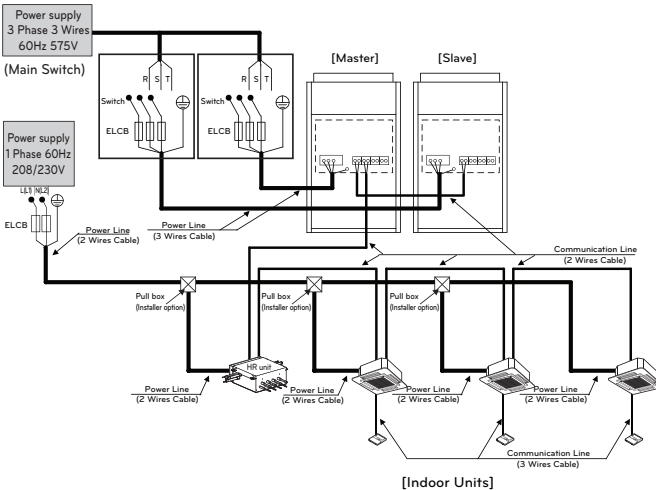 Power supply
3 Phase 3 Wires
60Hz 575V
(Main Switch)
[Master]
[Slave]
R S T
R S T
Switch
Switch
ELCB
ELCB
Power supply
1 Phase 60Hz
208/230V
L(L1) N(L2)
ELCB
Power Line
(2 Wires Cable)
Power Line
(3 Wires Cable)
Communication Line
(2 Wires Cable)
Pull box
(Installer option)
Pull box
(Installer option)
Pull box
(Installer option)
HR unit
Power Line
(2 Wires Cable)
Power Line
(2 Wires Cable)
Power Line
(2 Wires Cable)
Power Line
(2 Wires Cable)
Communication Line
(3 Wires Cable)
[Indoor Units]